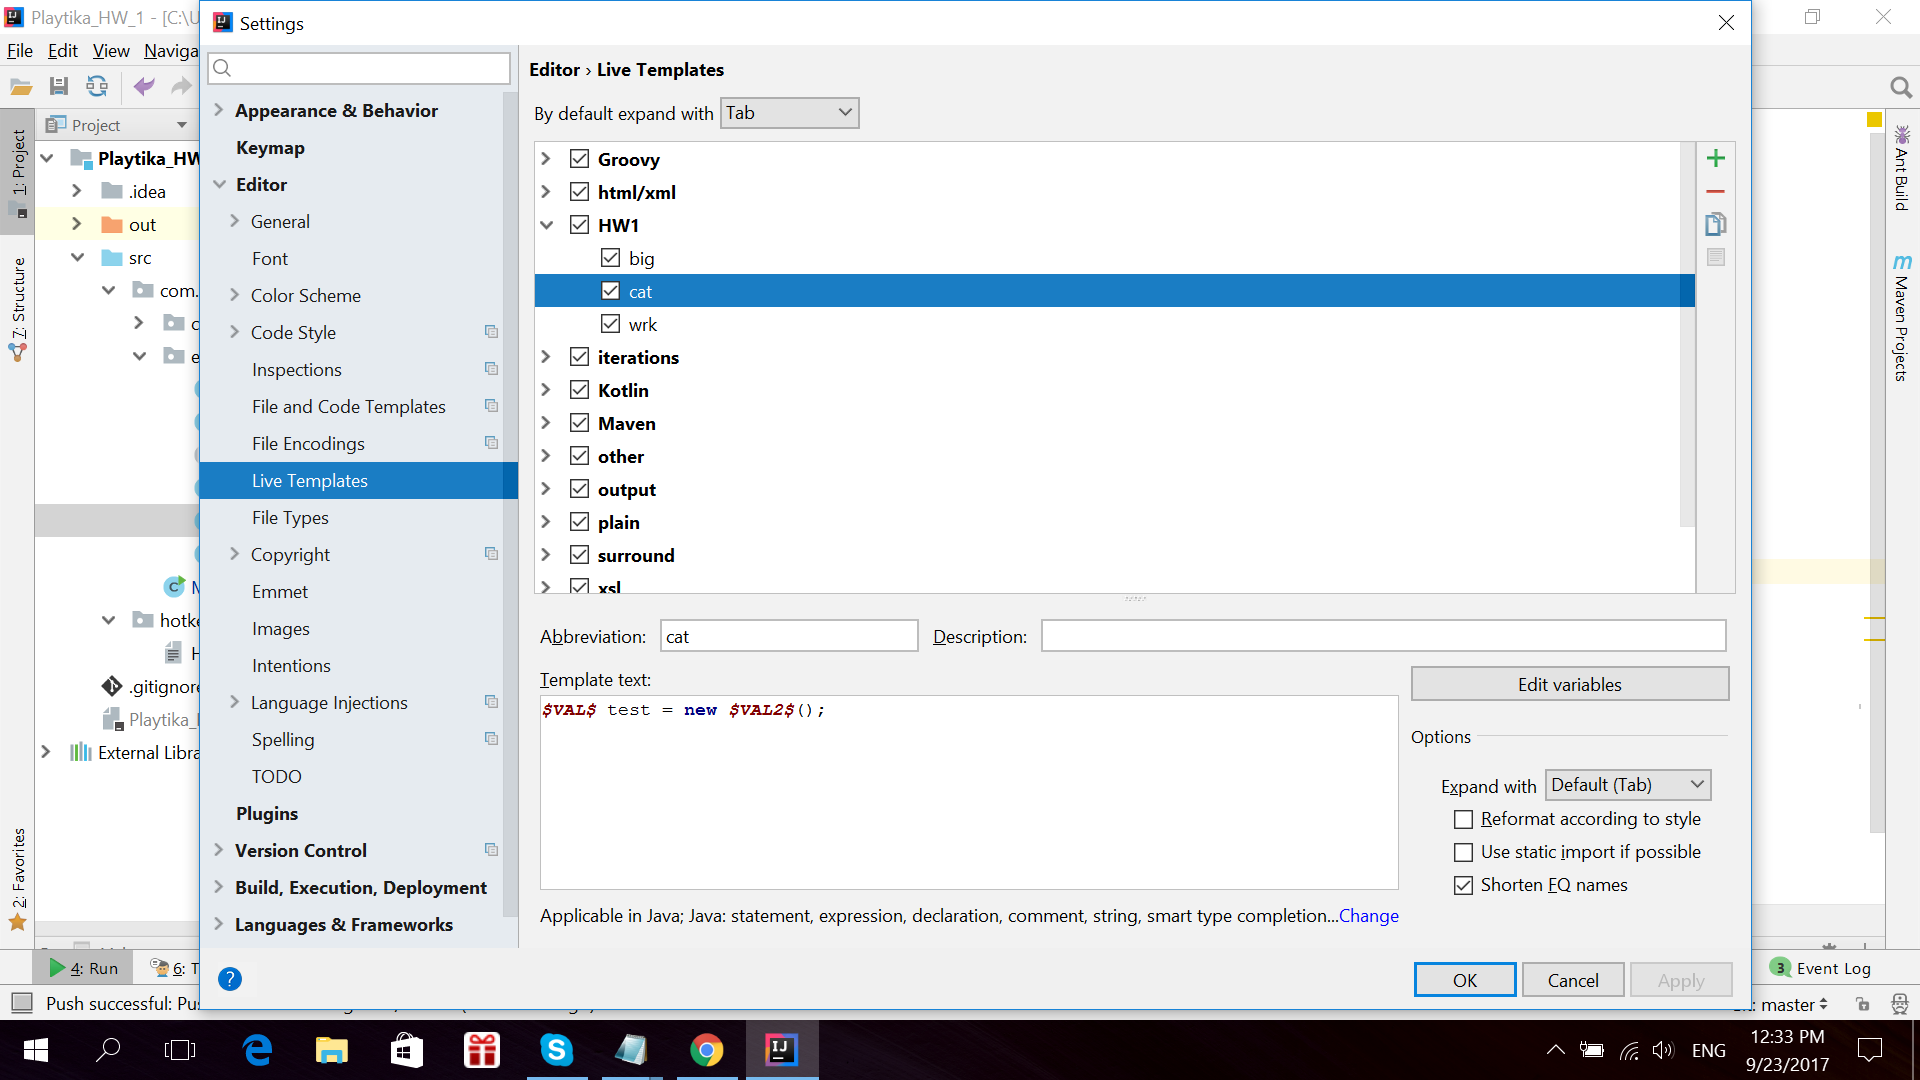 Playtika_HW_1 - [C:\U
Settings
File Edit View Naviga
Editor › Live Templates
By default expand with Tab
Appearance & Behavior
Keymap
Editor
General
Font
Color Scheme
Code Style
Inspections
File and Code Templates
File Encodings
Live Templates
File Types
Copyright
Emmet
Images
Intentions
Language Injections
Spelling
TODO
Plugins
Version Control
Build, Execution, Deployment
Languages & Frameworks
Project
Playtika_HW
.idea
out
src
com.
c
e
M
hotke
H
.gitignore
Playtika_
External Libra
1: Project
7: Structure
2: Favorites
Groovy
html/xml
HW1
big
cat
wrk
iterations
Kotlin
Maven
other
output
plain
surround
xsl
Abbreviation: cat Description:
Template text:
$VAL$ test = new $VAL2$();
Edit variables
Options
Expand with Default (Tab)
Reformat according to style
Use static import if possible
Shorten FQ names
Applicable in Java; Java: statement, expression, declaration, comment, string, smart type completion...Change
? OK Cancel Apply
Ant Build
m Maven Projects
4: Run 6: T
3 Event Log
Push successful: Pus
master
ENG
12:33 PM
9/23/2017